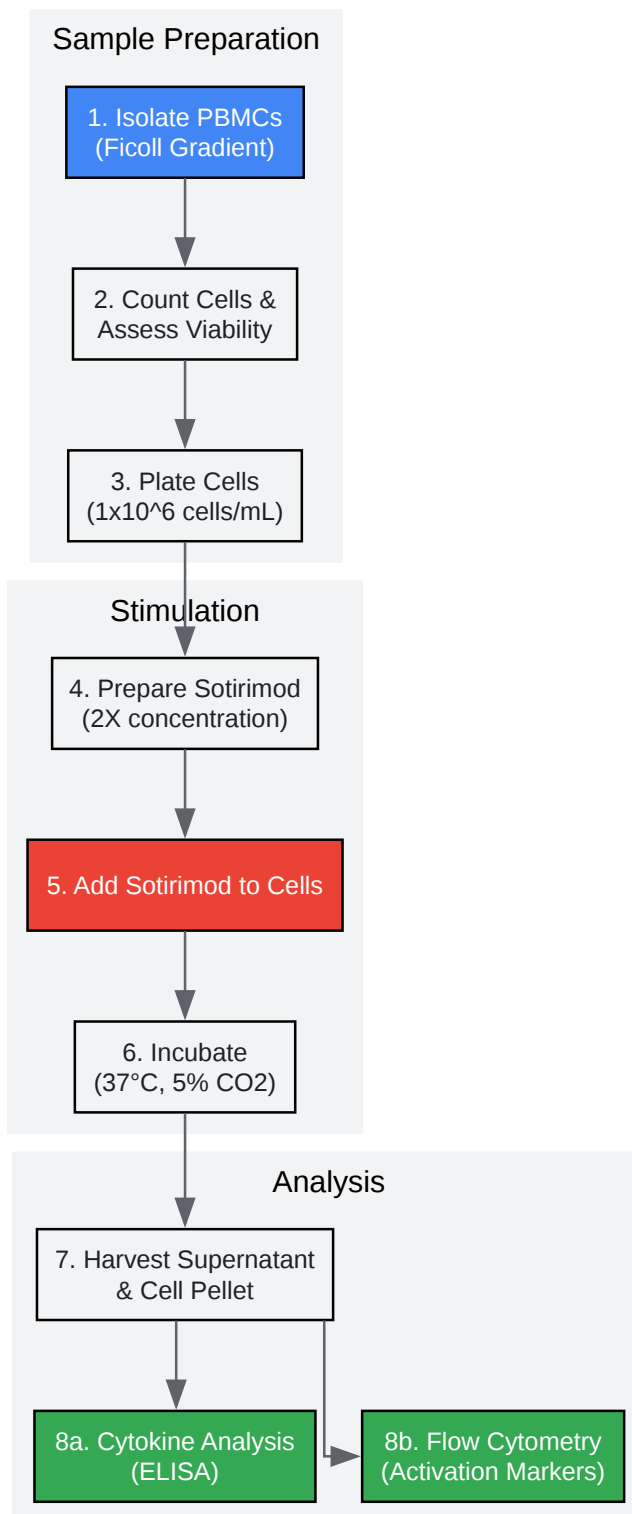 Sample Preparation
1. Isolate PBMCs
(Ficoll Gradient)
2. Count Cells &
Assess Viability
3. Plate Cells
(1x10^6 cells/mL)
Stimulation
4. Prepare Sotirimod
(2X concentration)
5. Add Sotirimod to Cells
6. Incubate
(37°C, 5% CO2)
Analysis
7. Harvest Supernatant
& Cell Pellet
8a. Cytokine Analysis
(ELISA)
8b. Flow Cytometry
(Activation Markers)